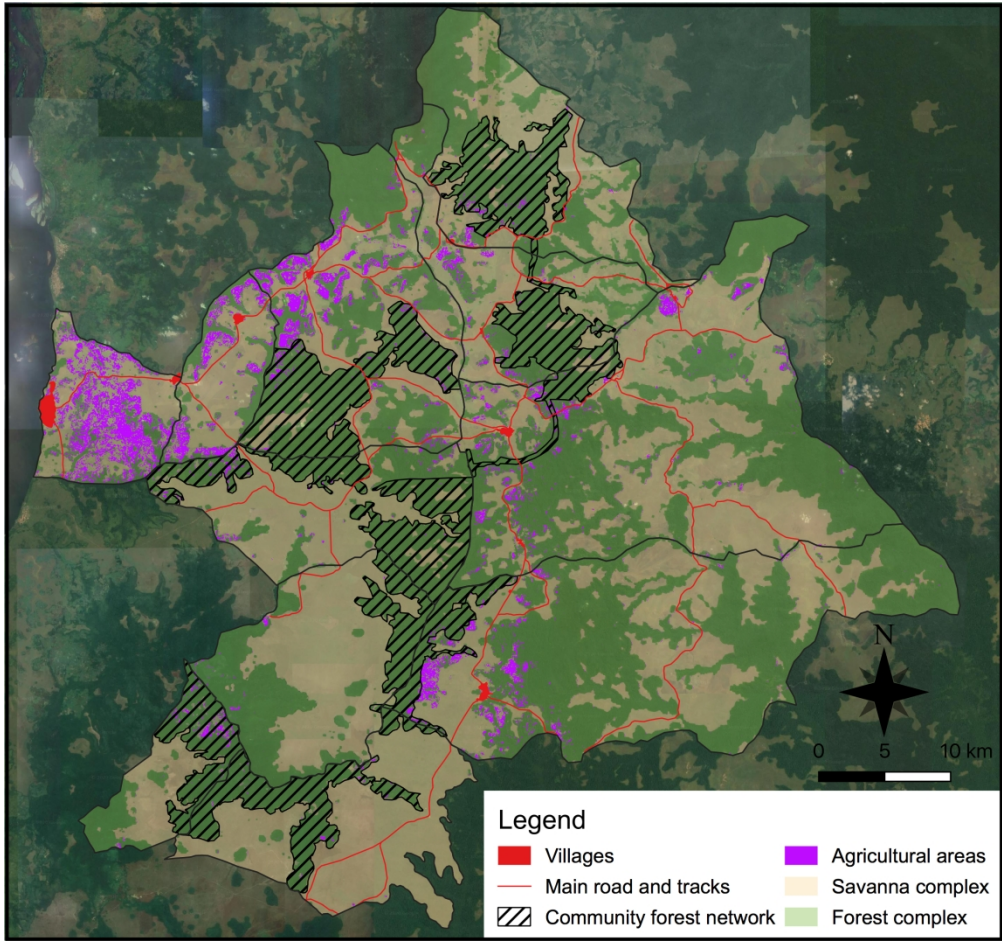 N
0 5 10 km
Legend
Villages
Main road and tracks
Community forest network
Agricultural areas
Savanna complex
Forest complex